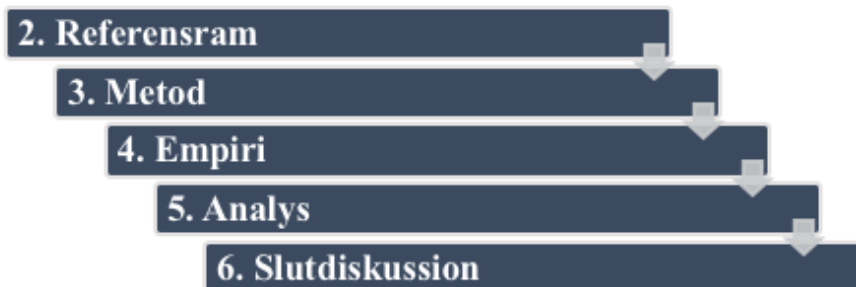 2. Referensram
3. Metod
4. Empiri
5. Analys
6. Slutdiskussion